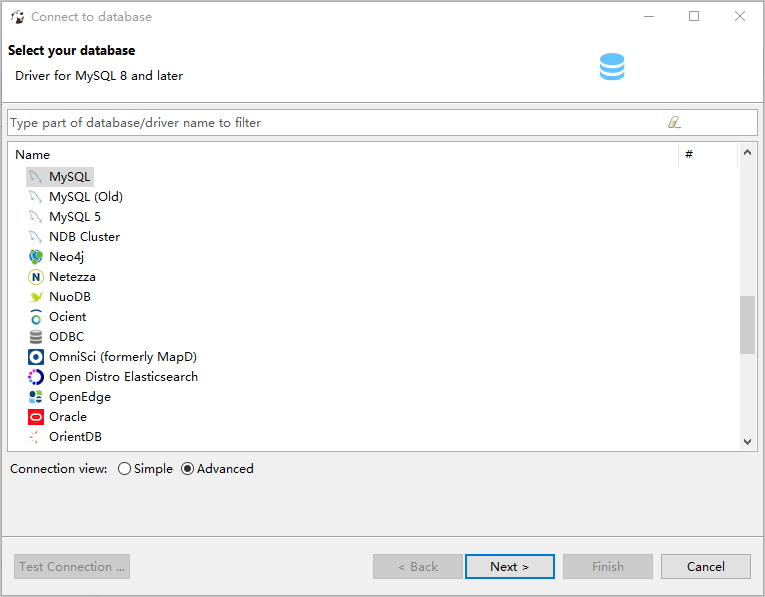 Connect to database
Select your database
Driver for MySQL 8 and later
Type part of database/driver name to filter
Name #
MySQL
MySQL (Old)
MySQL 5
NDB Cluster
Neo4j
N Netezza
NuoDB
Ocient
ODBC
OmniSci (formerly MapD)
Open Distro Elasticsearch
OpenEdge
Oracle
OrientDB
Connection view: Simple Advanced
Test Connection ... < Back Next > Finish Cancel